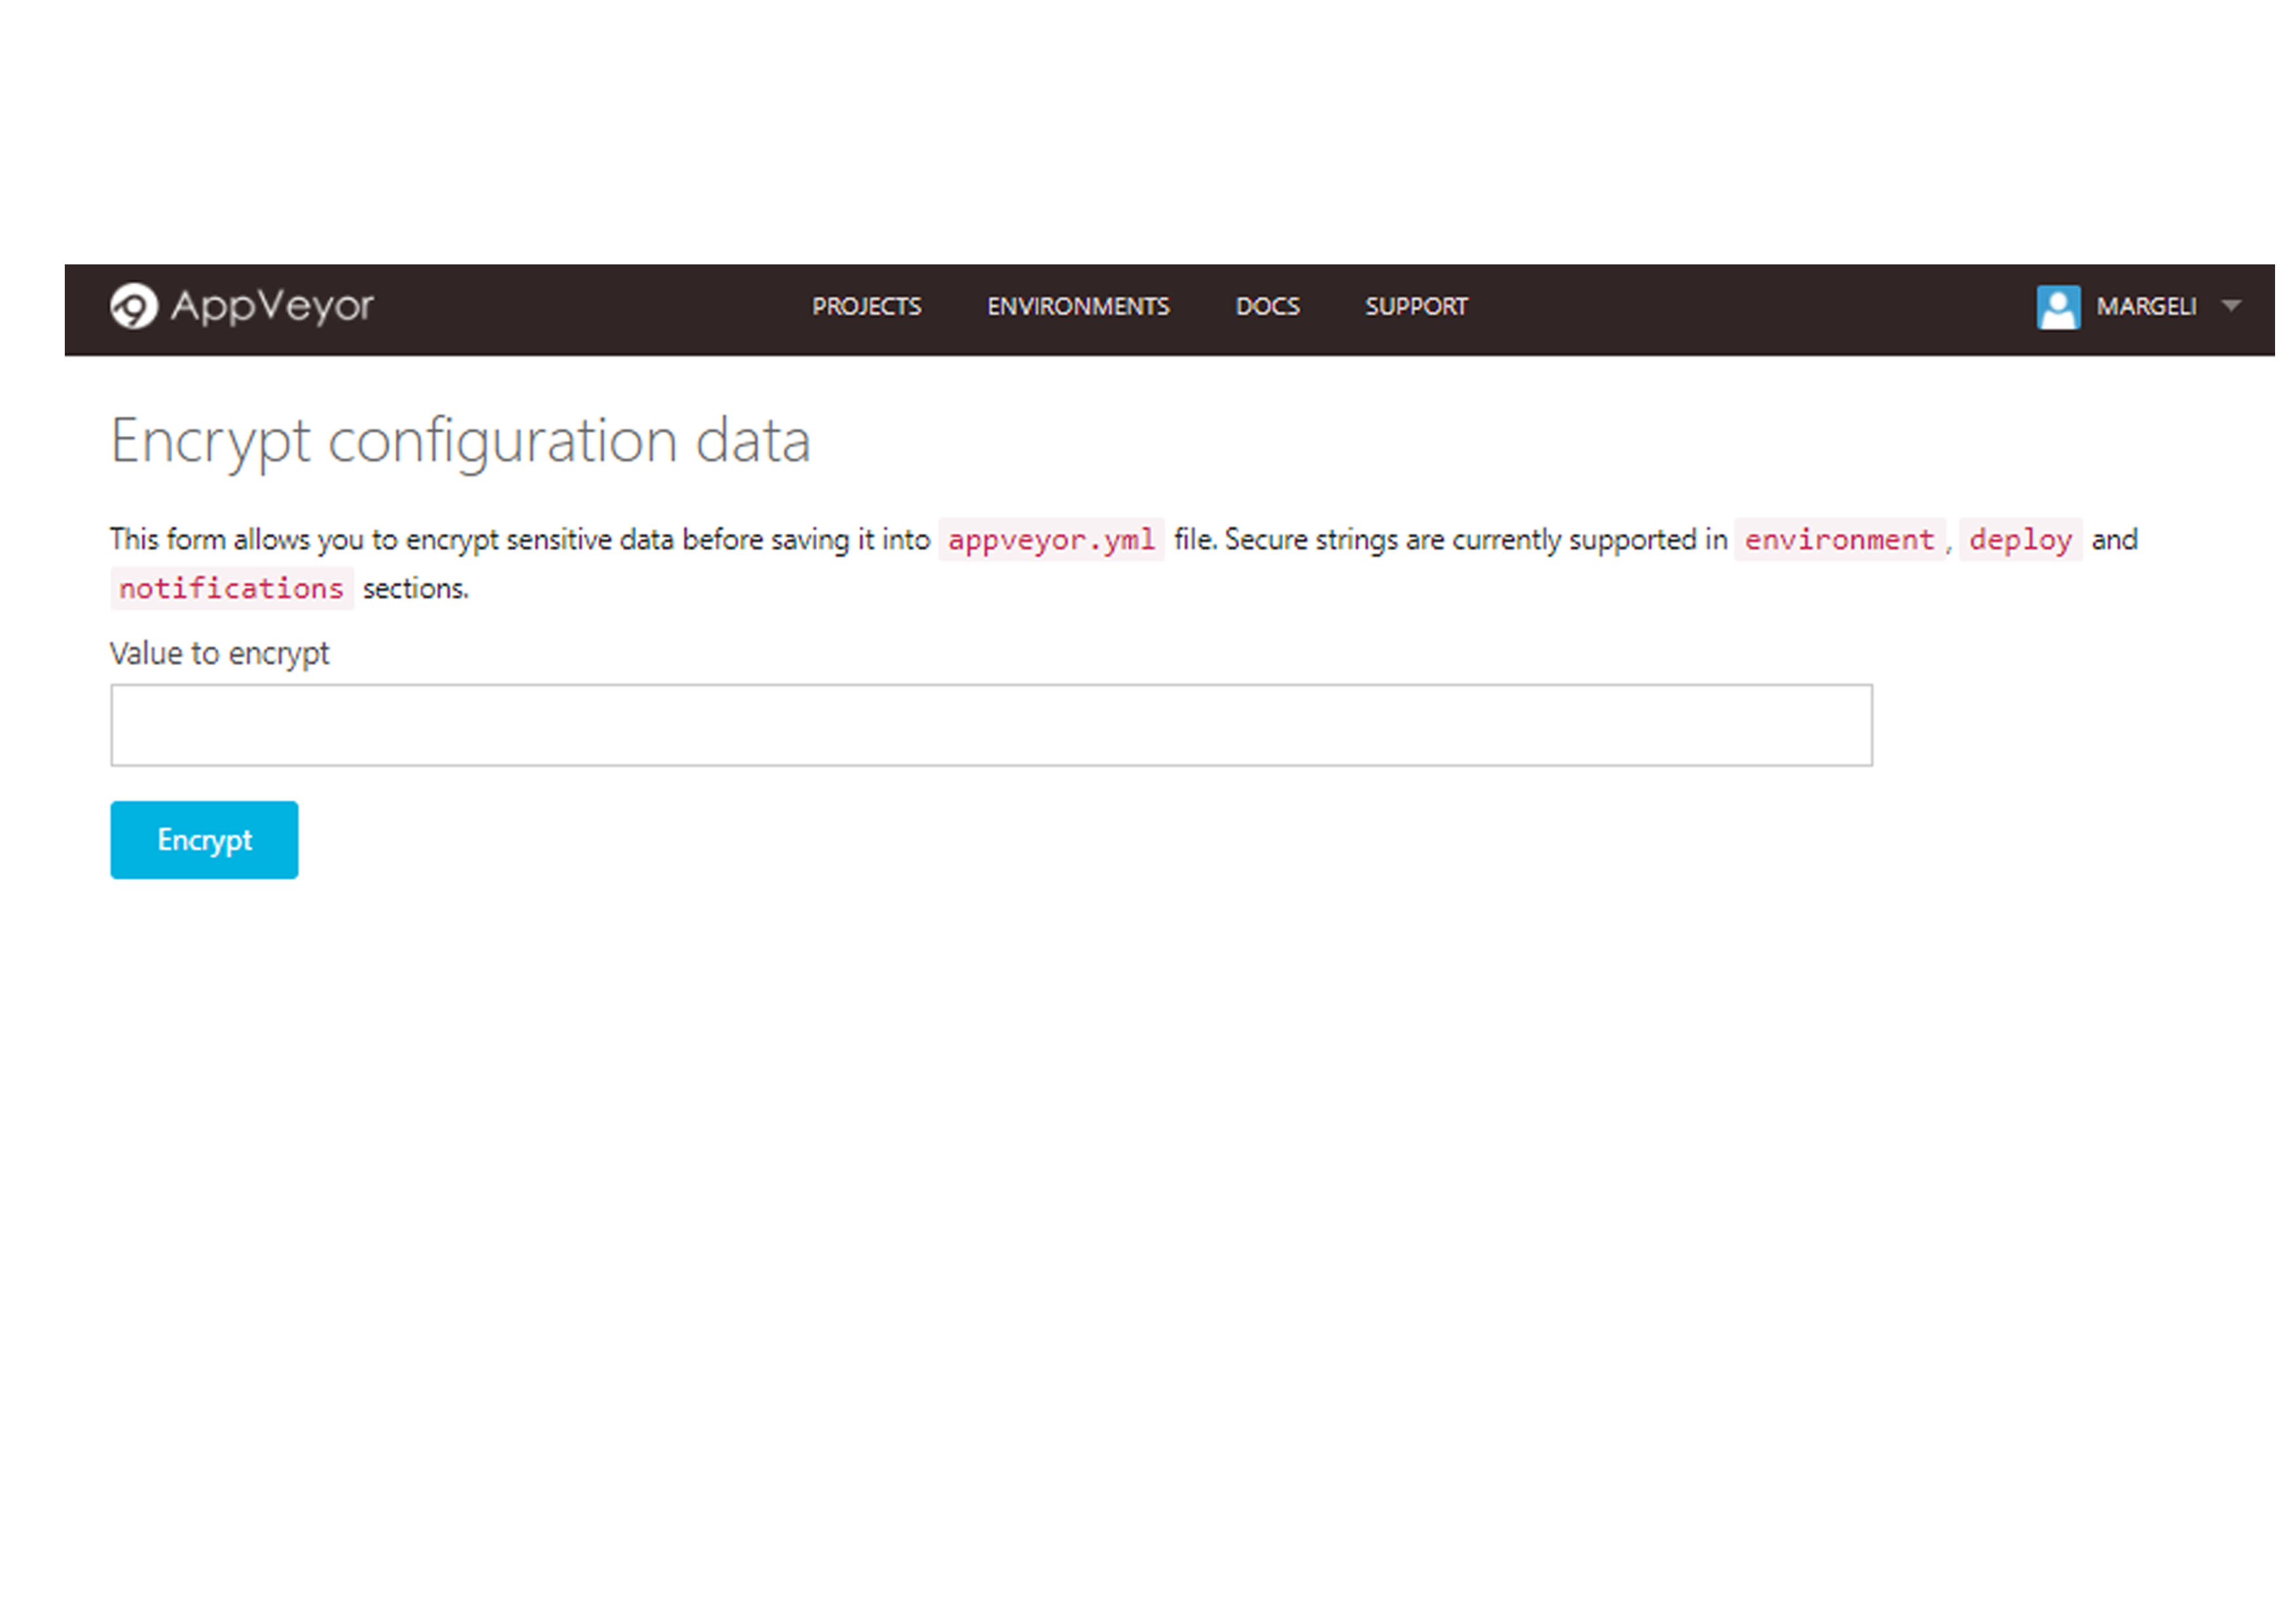 AppVeyor PROJECTS ENVIRONMENTS DOCS SUPPORT MARGELI
Encrypt configuration data
This form allows you to encrypt sensitive data before saving it into appveyor.yml file. Secure strings are currently supported in environment, deploy and
notifications sections.
Value to encrypt
Encrypt